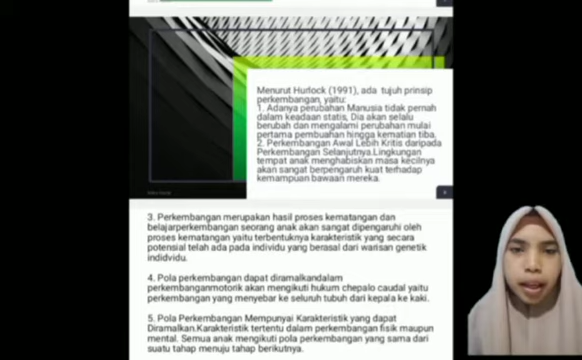 Menurut Hurlock (1991), ada tujuh prinsip
perkembangan, yaitu:
1. Adanya perubahan Manusia tidak pernah
dalam keadaan statis, Dia akan selalu
berubah dan mengalami perubahan mulai
pertama pembuahan hingga kematian tiba.
2. Perkembangan Awal Lebih Kritis daripada
Perkembangan Selanjutnya.Lingkungan
tempat anak menghabiskan masa kecilnya
akan sangat berpengaruh kuat terhadap
kemampuan bawaan mereka.
3. Perkembangan merupakan hasil proses kematangan dan
belajarperkembangan seorang anak akan sangat dipengaruhi oleh
proses kematangan yaitu terbentuknya karakteristik yang secara
potensial telah ada pada individu yang berasal dari warisan genetik
individvu.
4. Pola perkembangan dapat diramalkandalam
perkembanganmotorik akan mengikuti hukum chepalo caudal yaitu
perkembangan yang menyebar ke seluruh tubuh dari kepala ke kaki.
5. Pola Perkembangan Mempunyai Karakteristik yang dapat
Diramalkan.Karakteristik tertentu dalam perkembangan fisik maupun
mental. Semua anak mengikuti pola perkembangan yang sama dari
suatu tahap menuju tahap berikutnya.